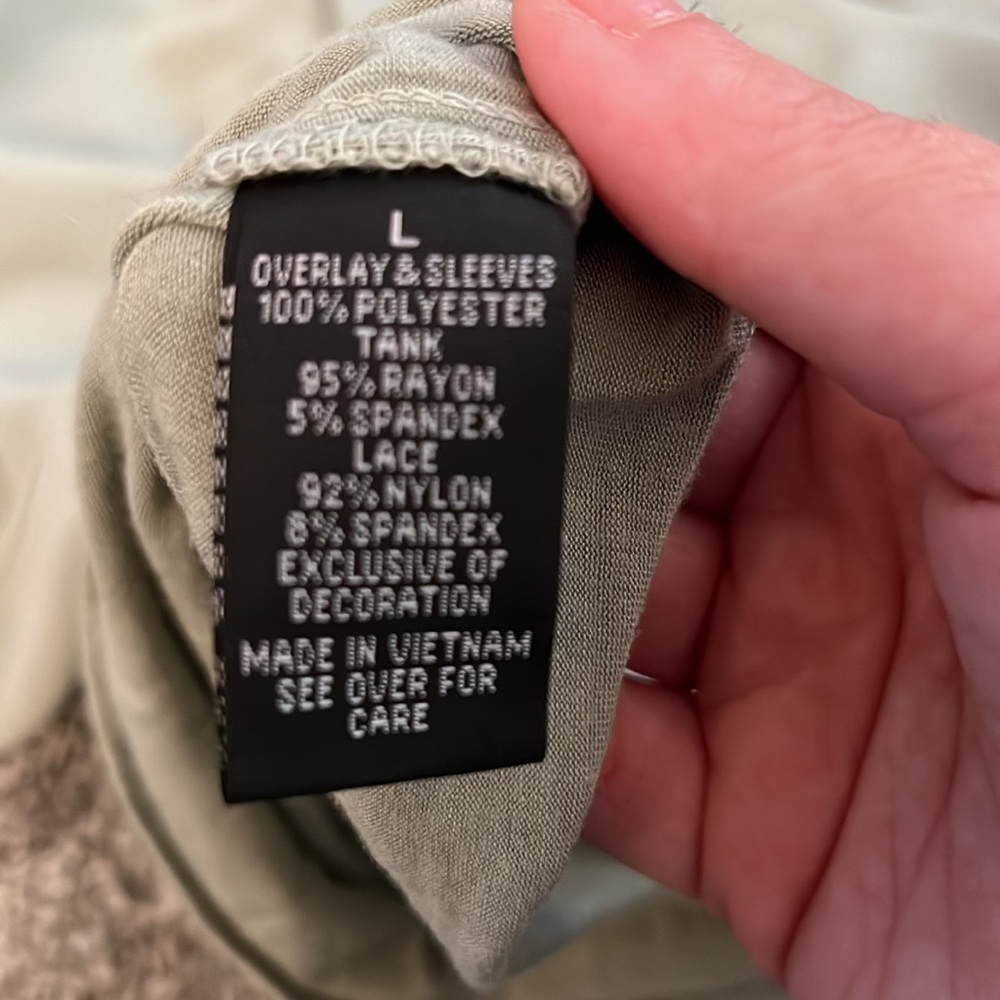 L
OVERLAY & SLEEVES
100% POLYESTER
TANK
95% RAYON
5% SPANDEX
LACE
92% NYLON
8% SPANDEX
EXCLUSIVE OF
DECORATION
MADE IN VIETNAM
SEE OVER FOR
CARE